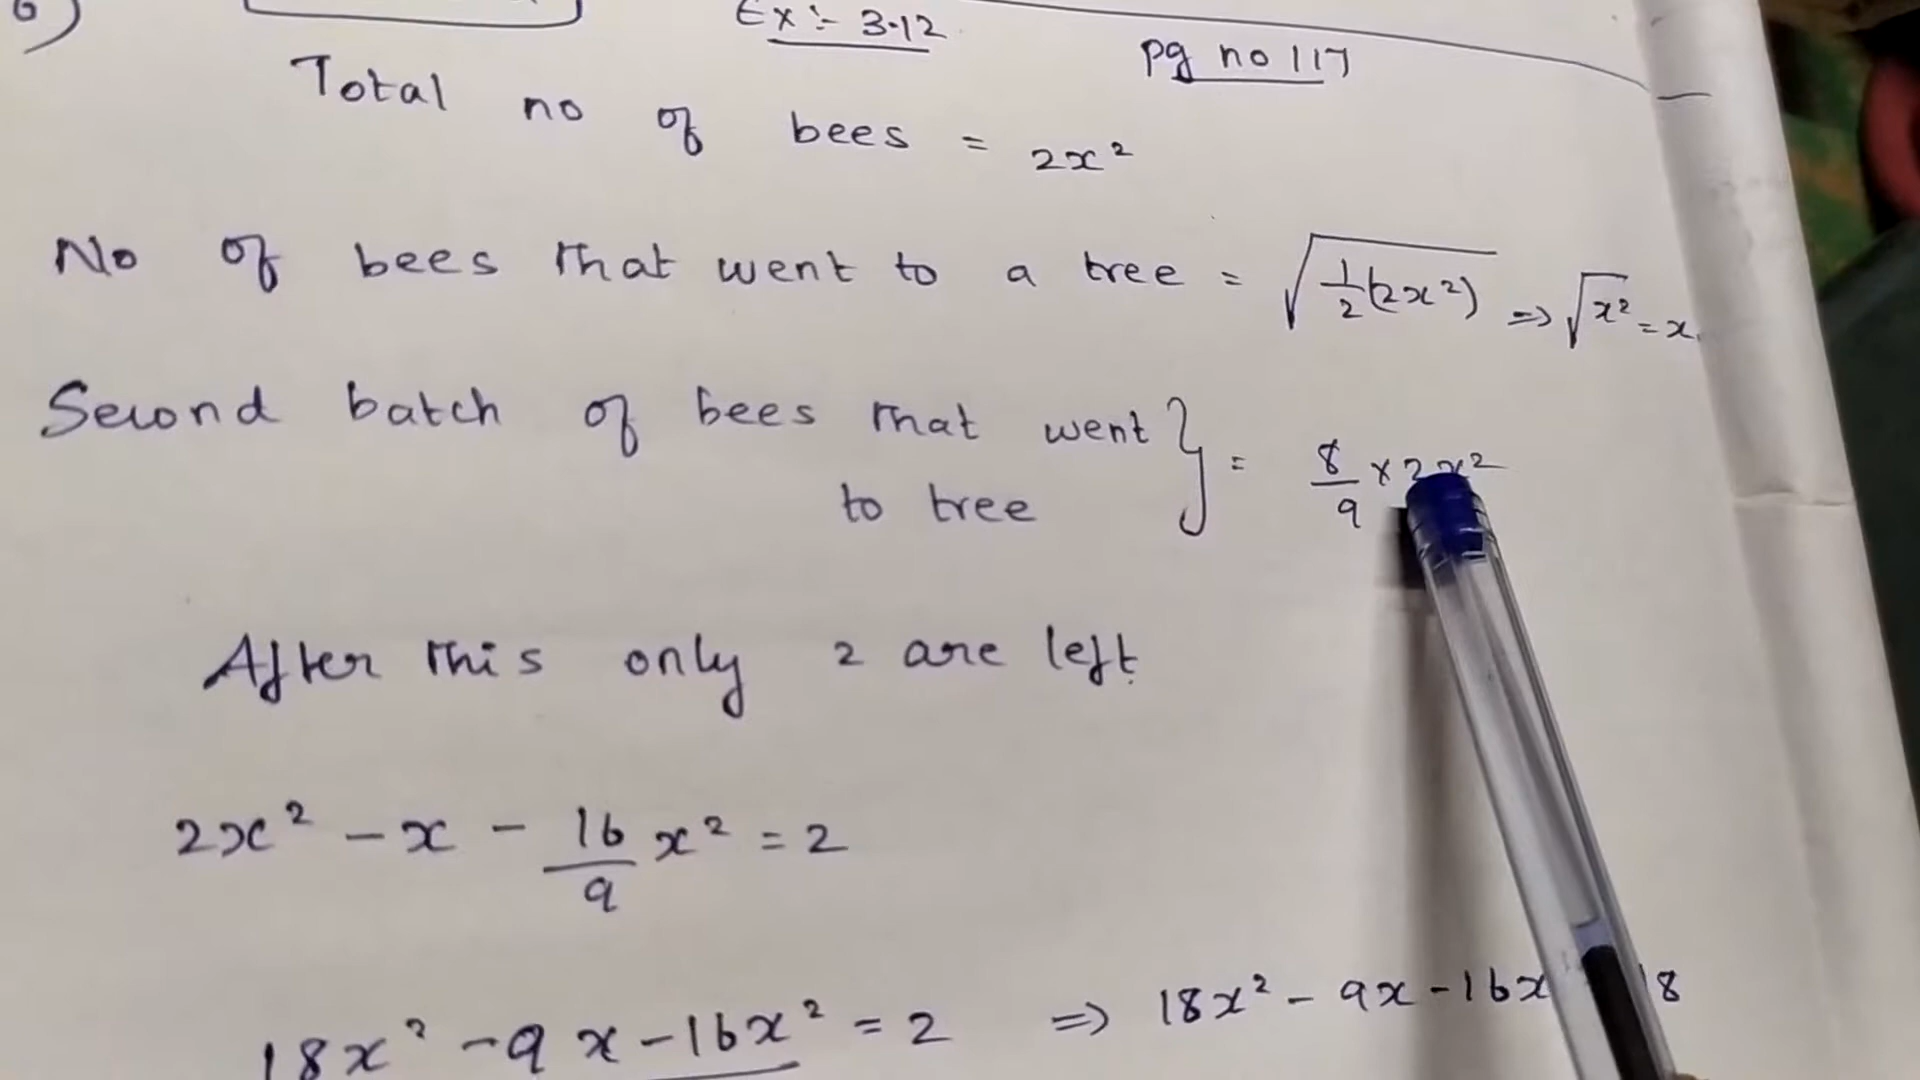 6)
Ex :- 3.12
pg no 117
Total no of bees = 2x²
No of bees that went to a tree = √(1/2 (2x²)) => √x² = x.
Second batch of bees that went to tree } = 8/9 × 2x²
After this only 2 are left.
2x² - x - 16/9 x² = 2
18x² - 9x - 16x² = 2 => 18x² - 9x - 16x 18